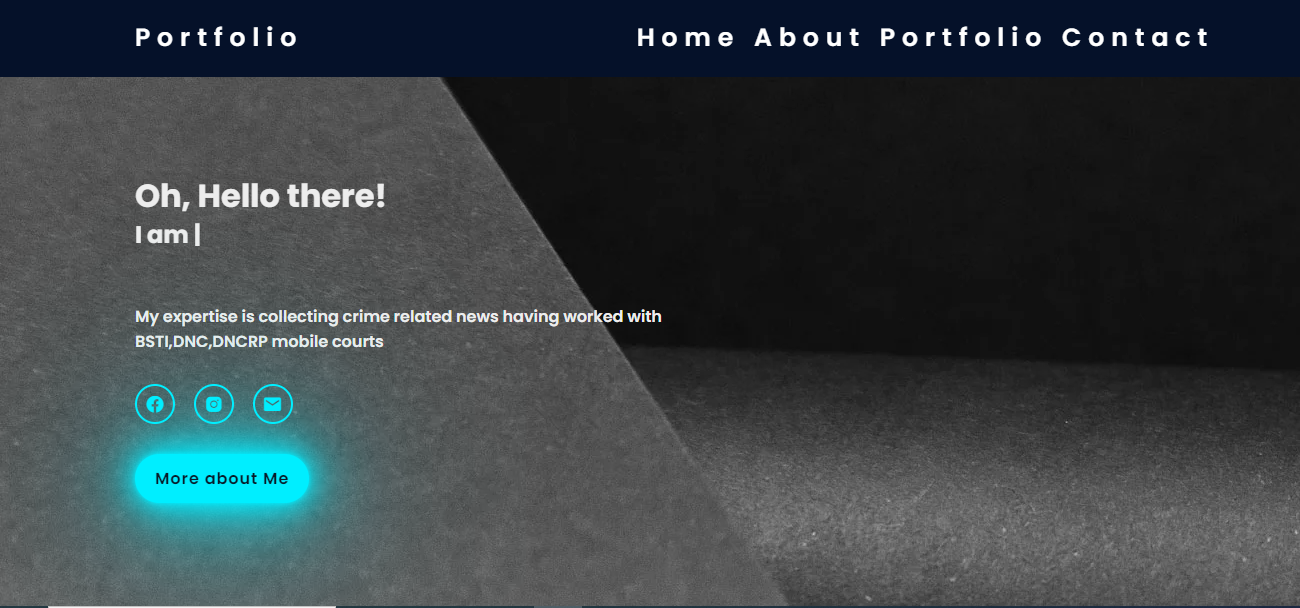 Portfolio
Home About Portfolio Contact
Oh, Hello there!
I am |
My expertise is collecting crime related news having worked with
BSTI,DNC,DNCRP mobile courts
More about Me